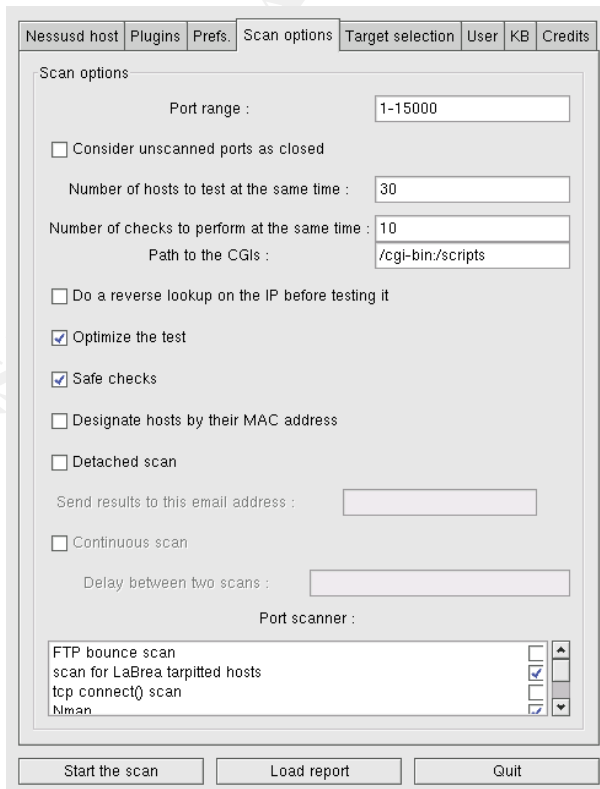 Nessusd host Plugins Prefs. Scan options Target selection User KB Credits
Scan options
Port range : 1-15000
Consider unscanned ports as closed
Number of hosts to test at the same time : 30
Number of checks to perform at the same time : 10
Path to the CGIs : /cgi-bin:/scripts
Do a reverse lookup on the IP before testing it
Optimize the test
Safe checks
Designate hosts by their MAC address
Detached scan
Send results to this email address :
Continuous scan
Delay between two scans :
Port scanner :
FTP bounce scan
scan for LaBrea tarpitted hosts
tcp connect() scan
Nmap
Start the scan Load report Quit